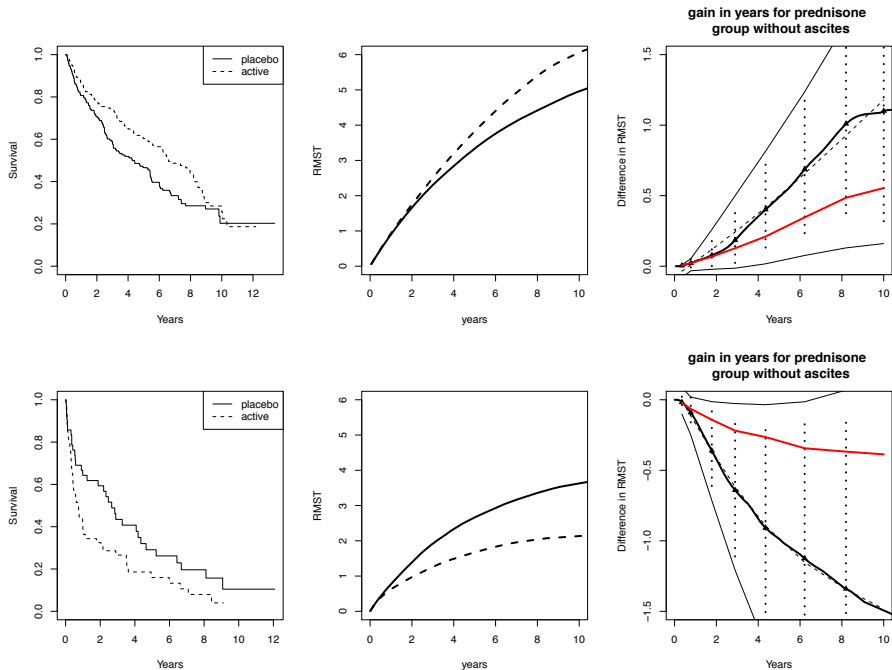 gain in years for prednisone
group without ascites
placebo
active
Survival
0.0 0.2 0.4 0.6 0.8 1.0
0 2 4 6 8 10 12
Years
RMST
0 1 2 3 4 5 6
0 2 4 6 8 10
years
Difference in RMST
0.0 0.5 1.0 1.5
0 2 4 6 8 10
Years
gain in years for prednisone
group without ascites
placebo
active
Survival
0.0 0.2 0.4 0.6 0.8 1.0
0 2 4 6 8 10 12
Years
RMST
0 1 2 3 4 5 6
0 2 4 6 8 10
years
Difference in RMST
−1.5 −1.0 −0.5 0.0
0 2 4 6 8 10
Years